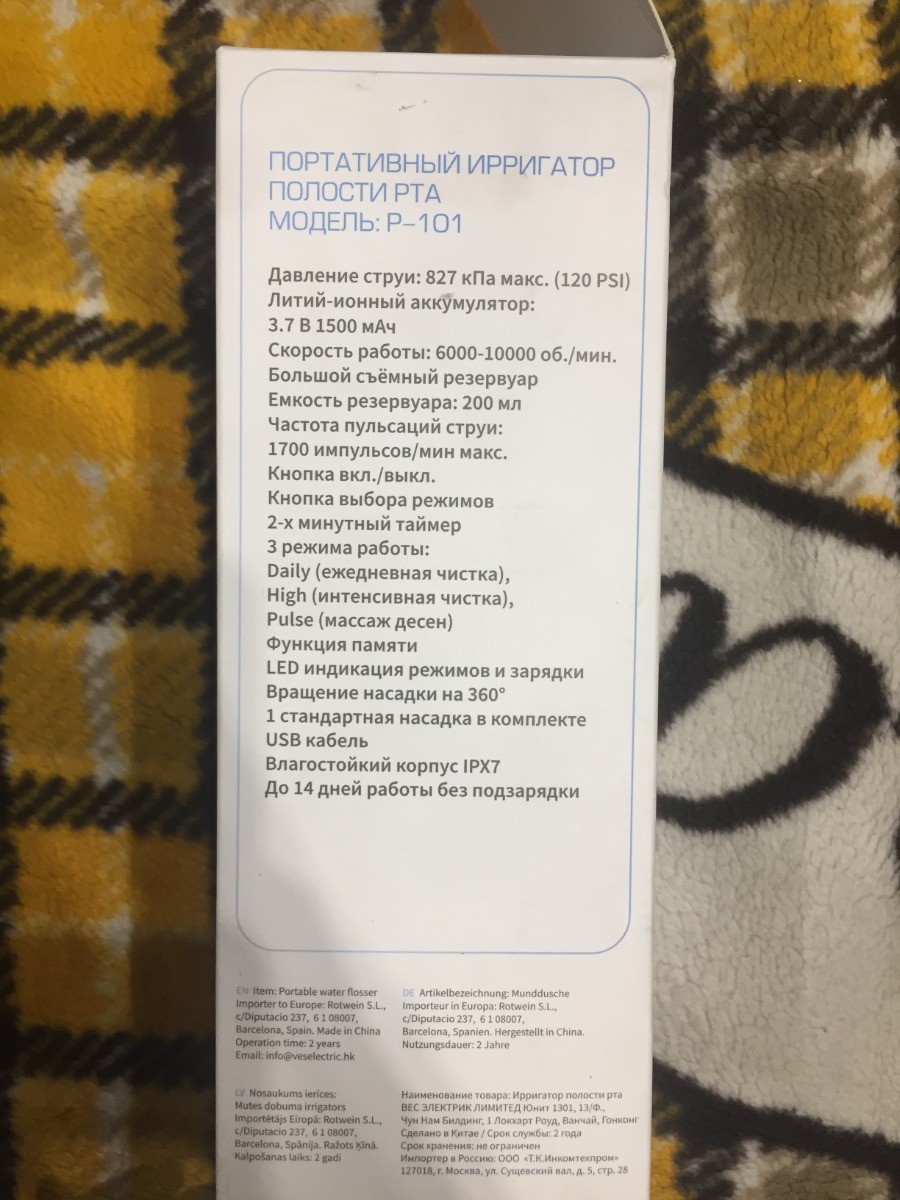 ПОРТАТИВНЫЙ ИРРИГАТОР
ПОЛОСТИ РТА
МОДЕЛЬ: P-101
Давление струи: 827 кПа макс. (120 PSI)
Литий-ионный аккумулятор:
3.7 В 1500 мАч
Скорость работы: 6000-10000 об./мин.
Большой съёмный резервуар
Емкость резервуара: 200 мл
Частота пульсаций струи:
1700 импульсов/мин макс.
Кнопка вкл./выкл.
Кнопка выбора режимов
2-х минутный таймер
3 режима работы:
Daily (ежедневная чистка),
High (интенсивная чистка),
Pulse (массаж десен)
Функция памяти
LED индикация режимов и зарядки
Вращение насадки на 360°
1 стандартная насадка в комплекте
USB кабель
Влагостойкий корпус IPX7
До 14 дней работы без подзарядки
EN Item: Portable water flosser
Importer to Europe: Rotwein S.L.,
c/Diputacio 237, 6 1 08007,
Barcelona, Spain. Made in China
Operation time: 2 years
Email: info@veselectric.hk
DE Artikelbezeichnung: Munddusche
Importeur in Europa: Rotwein S.L.,
c/Diputacio 237, 6 1 08007,
Barcelona, Spanien. Hergestellt in China.
Nutzungsdauer: 2 Jahre
LV Nosaukums ierīces:
Mutes dobuma irrigators
Importētājs Eiropā: Rotwein S.L.,
c/Diputacio 237, 6 1 08007,
Barcelona, Spānija. Ražots Ķīnā.
Kalpošanas laiks: 2 gadi
Наименование товара: Ирригатор полости рта
ВЕС ЭЛЕКТРИК ЛИМИТЕД Юнит 1301, 13/Ф.,
Чун Нам Билдинг, 1 Локхарт Роуд, Ванчай, Гонконг
Сделано в Китае / Срок службы: 2 года
Срок хранения: не ограничен
Импортер в Россию: ООО «Т.К.Инкомтехпром»
127018, г. Москва, ул. Сущевский вал, д. 5, стр. 28